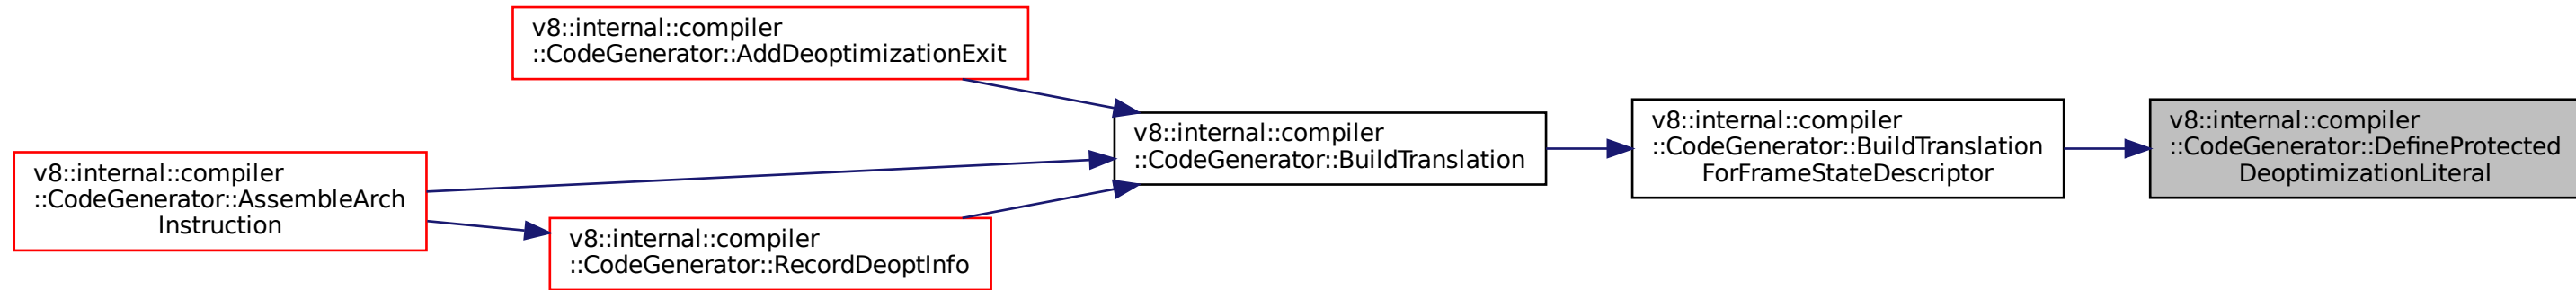 v8::internal::compiler
::CodeGenerator::AddDeoptimizationExit
v8::internal::compiler
::CodeGenerator::AssembleArch
Instruction
v8::internal::compiler
::CodeGenerator::RecordDeoptInfo
v8::internal::compiler
::CodeGenerator::BuildTranslation
v8::internal::compiler
::CodeGenerator::BuildTranslation
ForFrameStateDescriptor
v8::internal::compiler
::CodeGenerator::DefineProtected
DeoptimizationLiteral